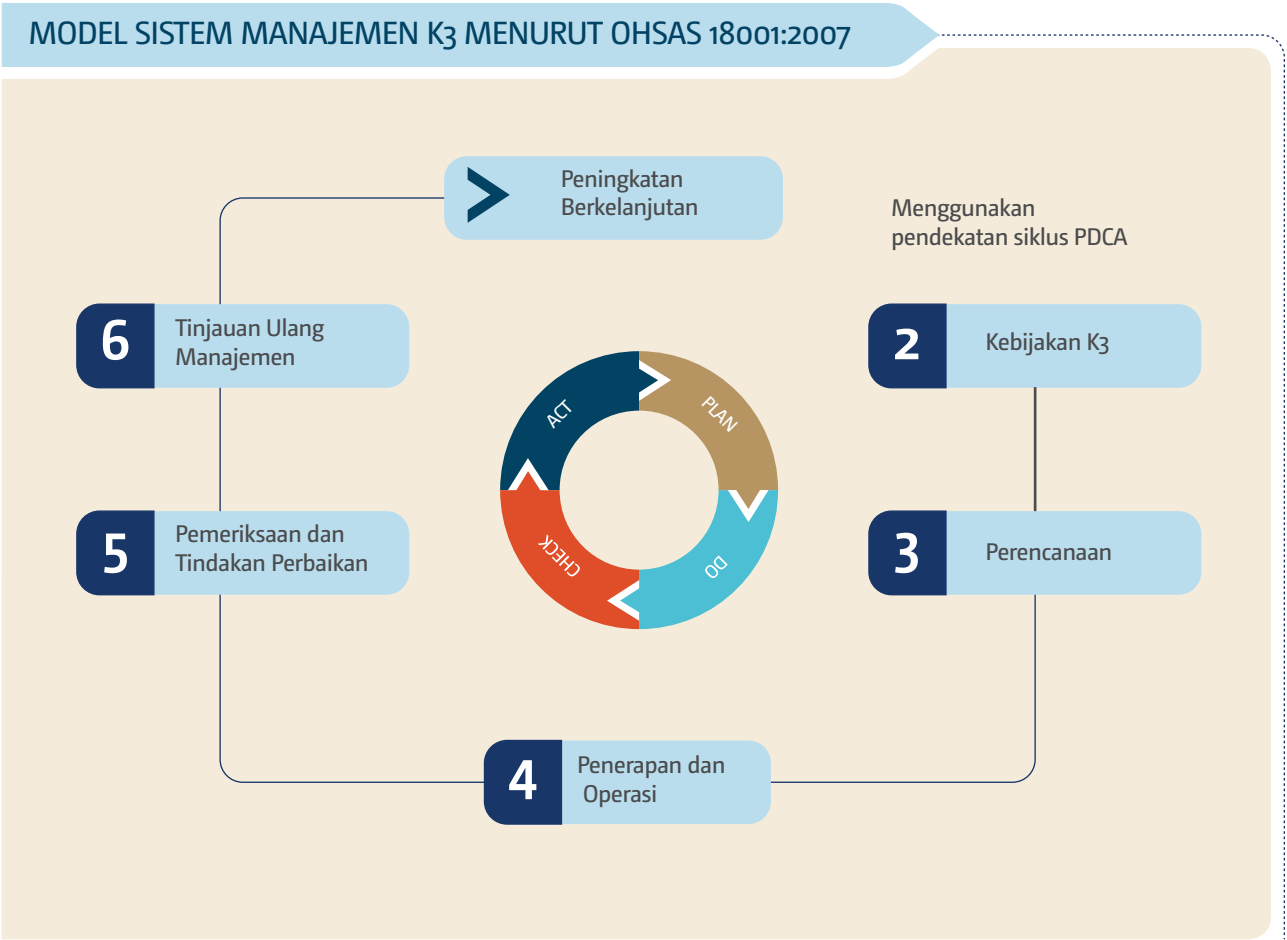 MODEL SISTEM MANAJEMEN K3 MENURUT OHSAS 18001:2007
Peningkatan
Berkelanjutan
Menggunakan
pendekatan siklus PDCA
6
Tinjauan Ulang
Manajemen
2
Kebijakan K3
ACT
PLAN
CHECK
DO
5
Pemeriksaan dan
Tindakan Perbaikan
3
Perencanaan
4
Penerapan dan
Operasi